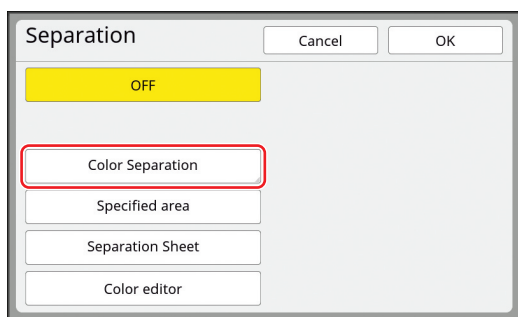 Separation
Cancel
OK
OFF
Color Separation
Specified area
Separation Sheet
Color editor